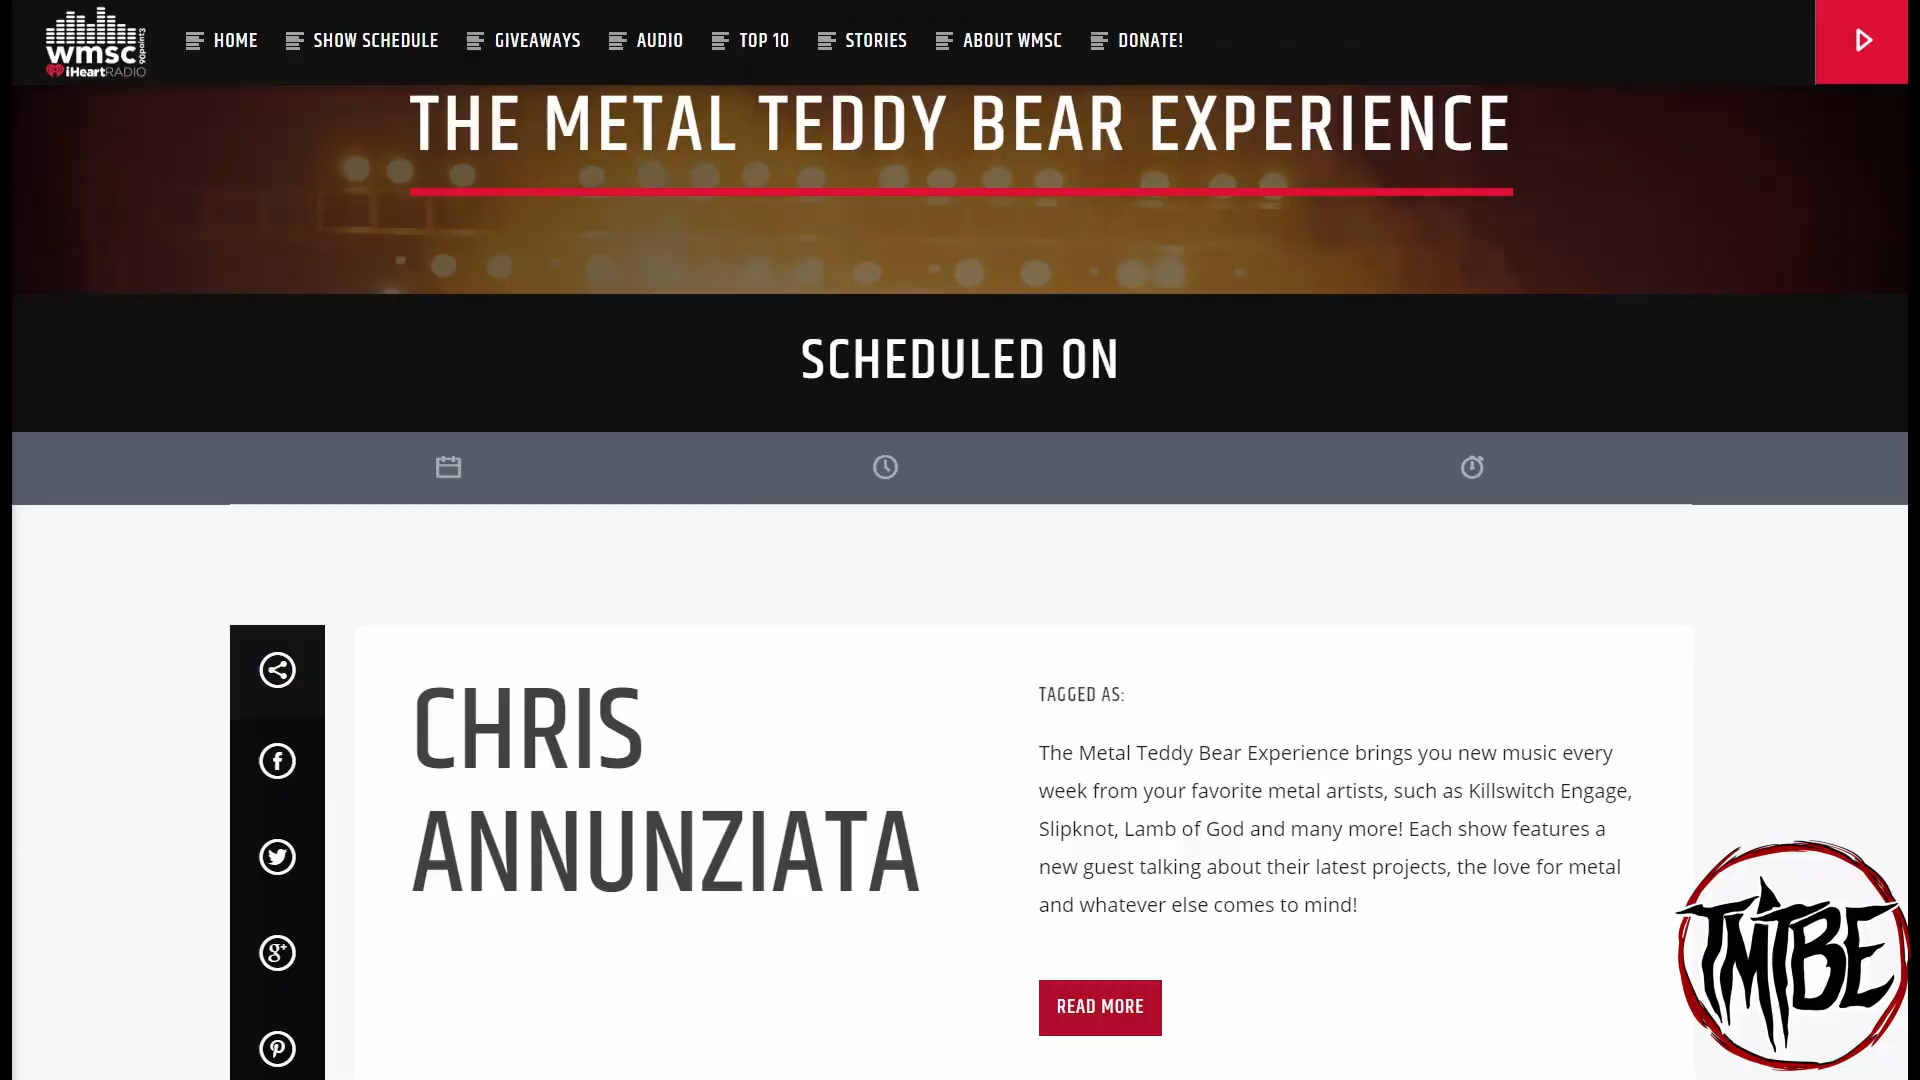 wmsc
90point3
iHeartRADIO
HOME
SHOW SCHEDULE
GIVEAWAYS
AUDIO
TOP 10
STORIES
ABOUT WMSC
DONATE!
THE METAL TEDDY BEAR EXPERIENCE
SCHEDULED ON
CHRIS
ANNUNZIATA
TAGGED AS:
The Metal Teddy Bear Experience brings you new music every
week from your favorite metal artists, such as Killswitch Engage,
Slipknot, Lamb of God and many more! Each show features a
new guest talking about their latest projects, the love for metal
and whatever else comes to mind!
READ MORE
TMTBE